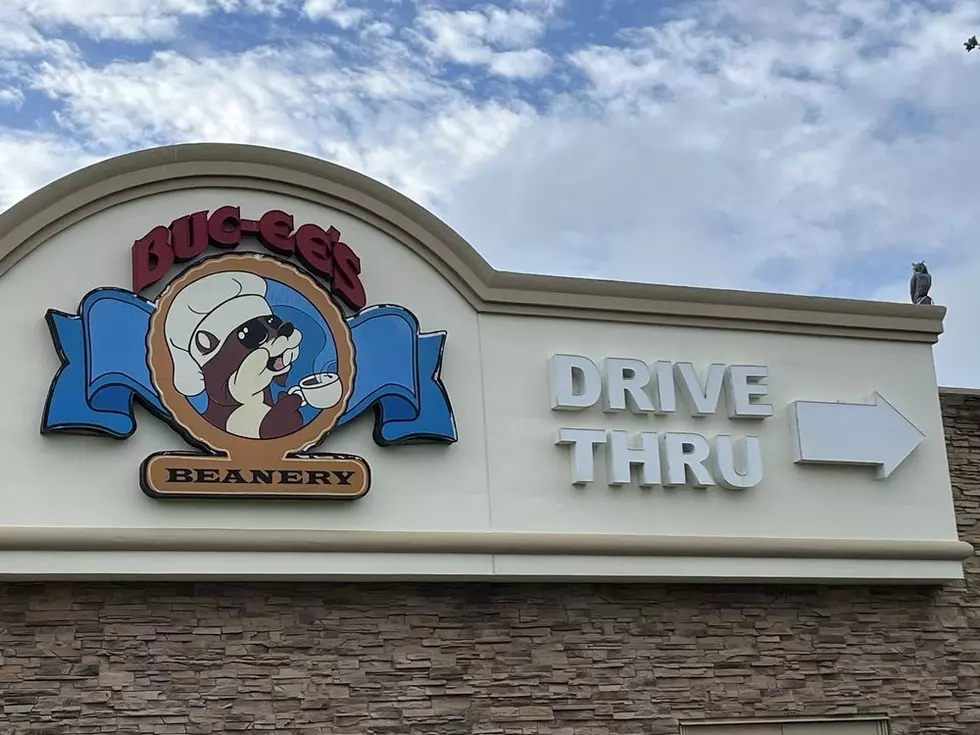 BUC-EE'S
BEANERY
DRIVE
THRU